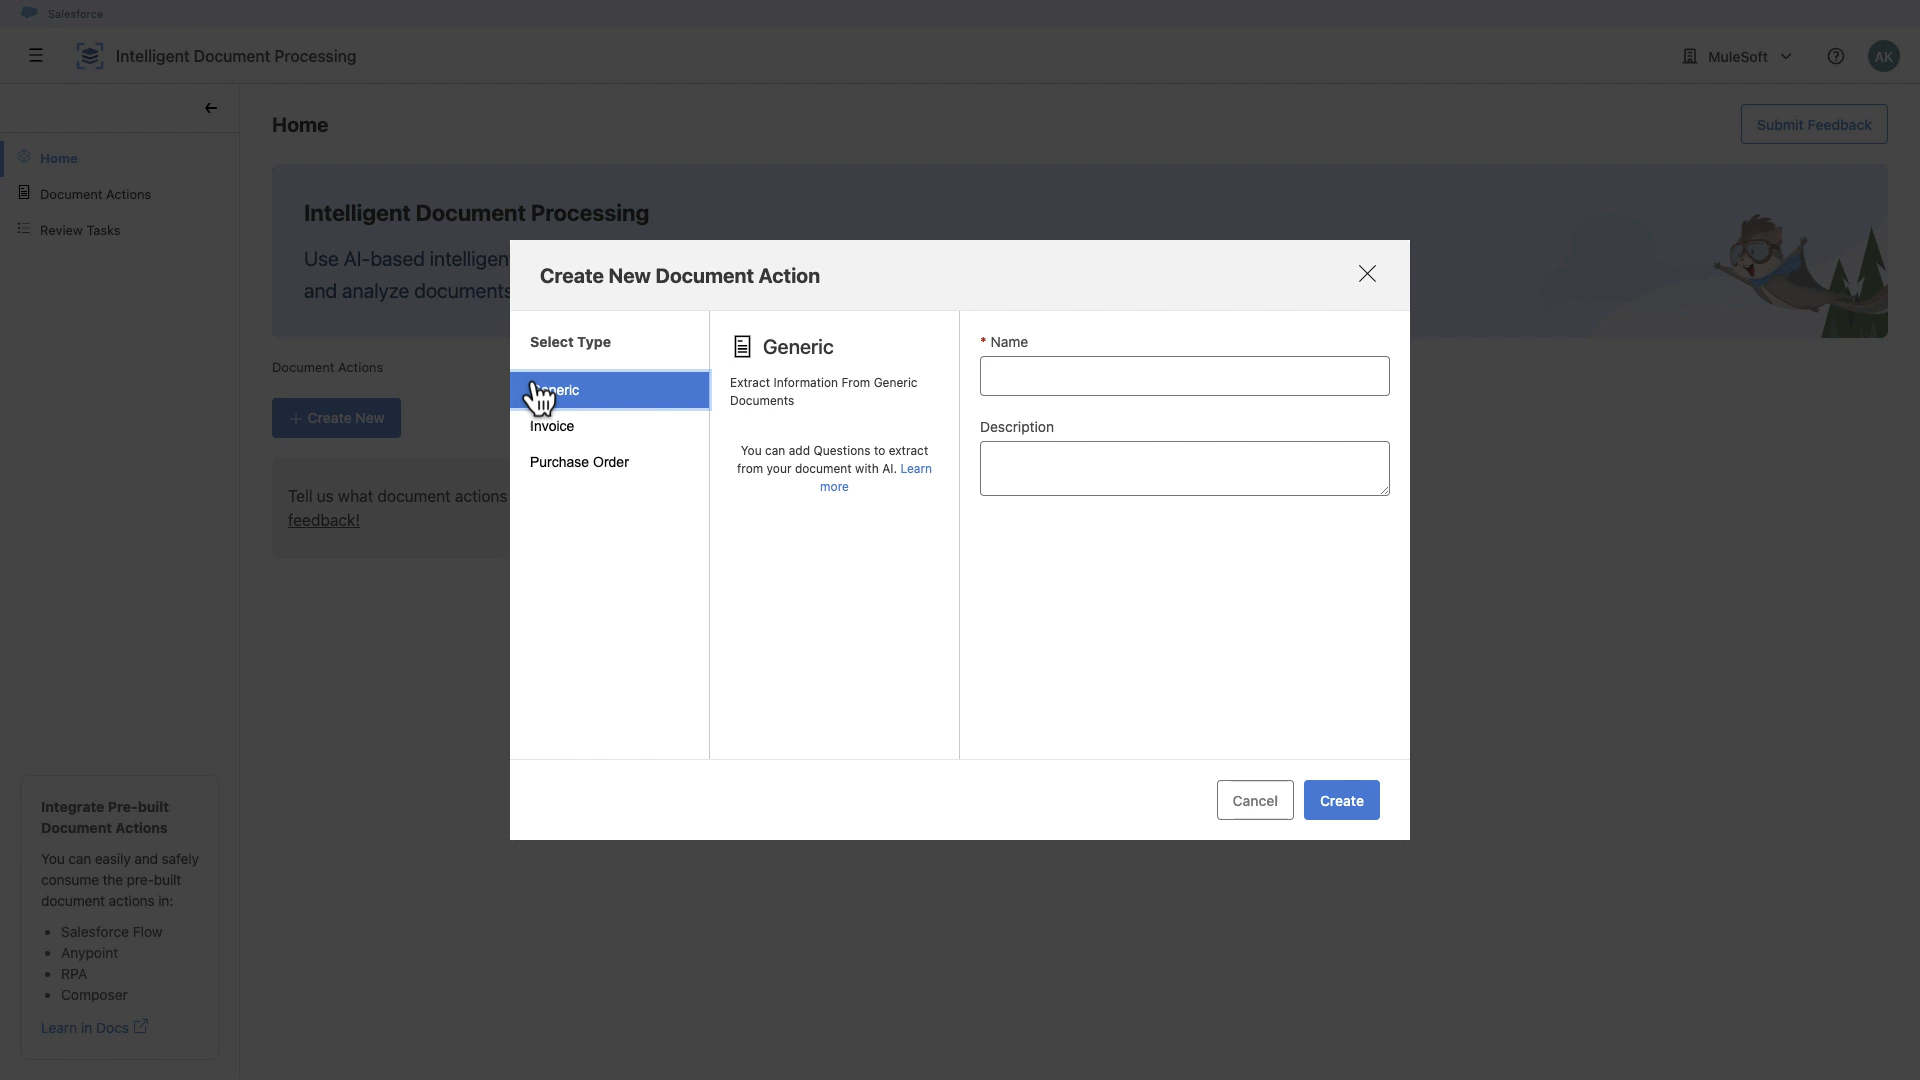 Salesforce
Intelligent Document Processing
MuleSoft
AK
Home
Document Actions
Review Tasks
Home
Submit Feedback
Intelligent Document Processing
Use AI-based intelligen
and analyze documents
Document Actions
+ Create New
Tell us what document actions
feedback!
Create New Document Action
Select Type
Invoice
Purchase Order
Generic
Extract Information From Generic
Documents
You can add Questions to extract
from your document with AI. Learn
more
* Name
Description
Cancel
Create
Integrate Pre-built
Document Actions
You can easily and safely
consume the pre-built
document actions in:
• Salesforce Flow
• Anypoint
• RPA
• Composer
Learn in Docs